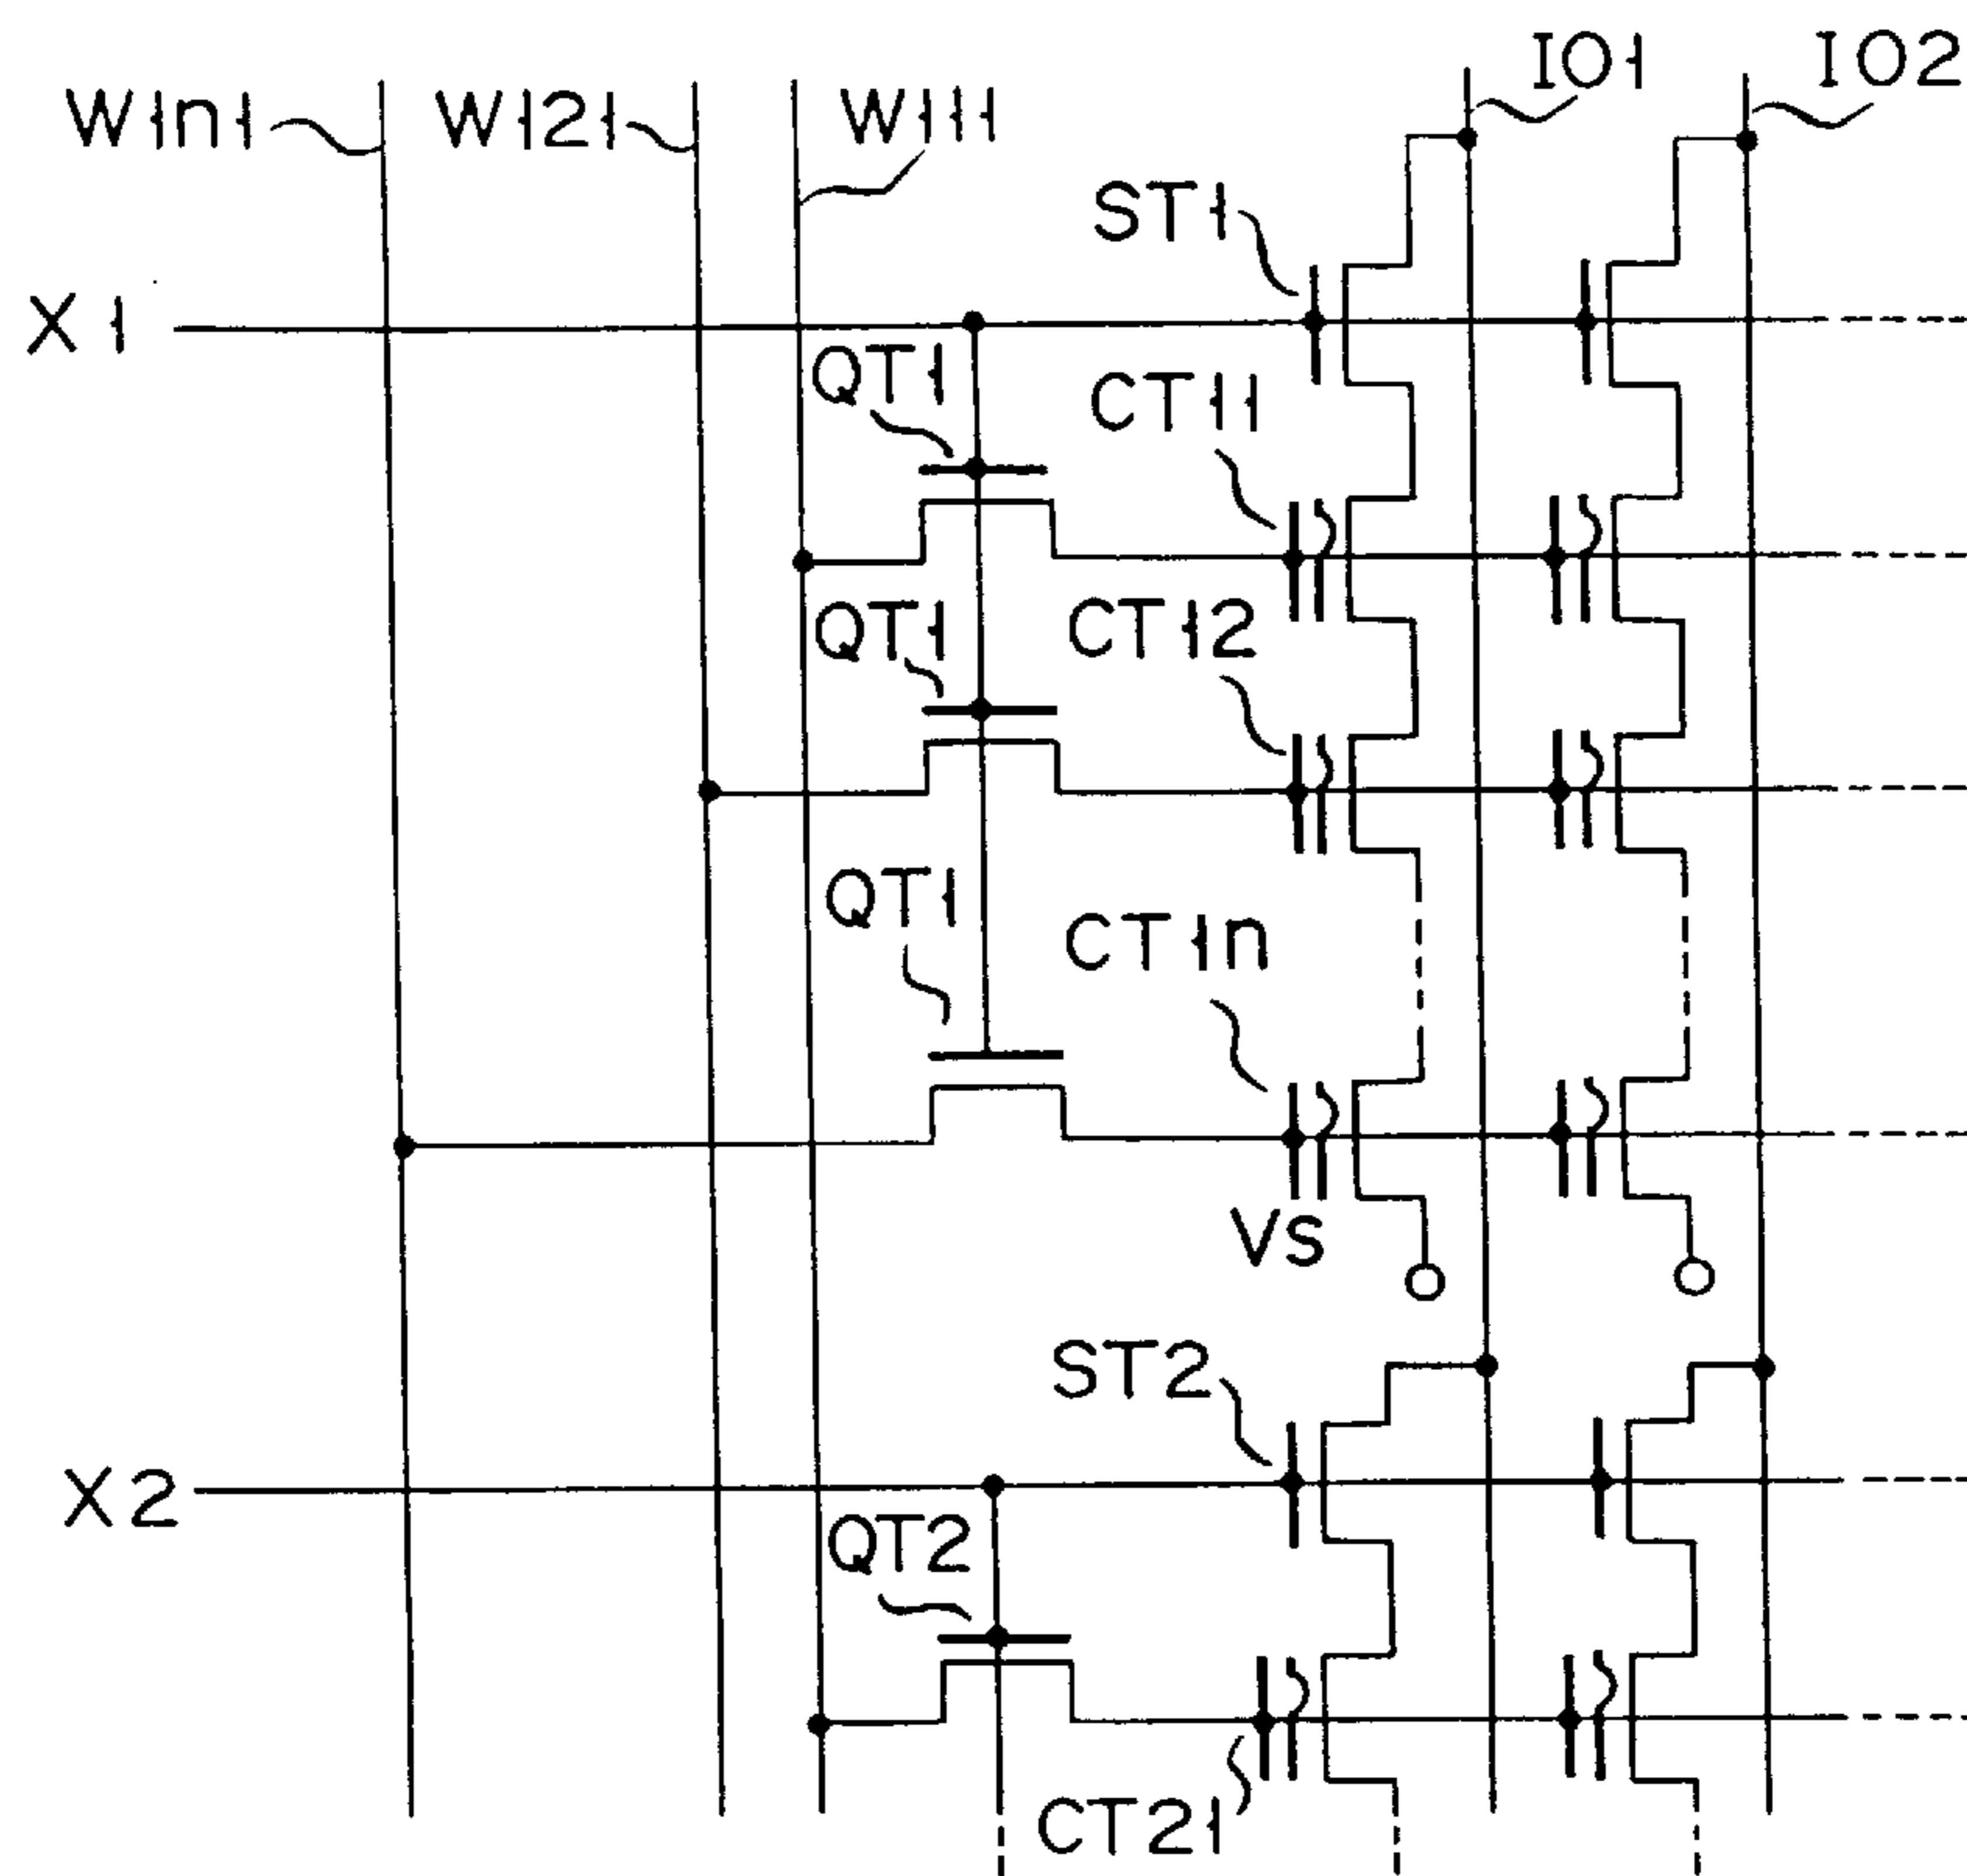 W1n1 W121 W111 IO1 IO2
ST1
X1
QT1 CT11
QT1 CT12
QT1 CT1n
Vs
ST2
X2
QT2
CT21